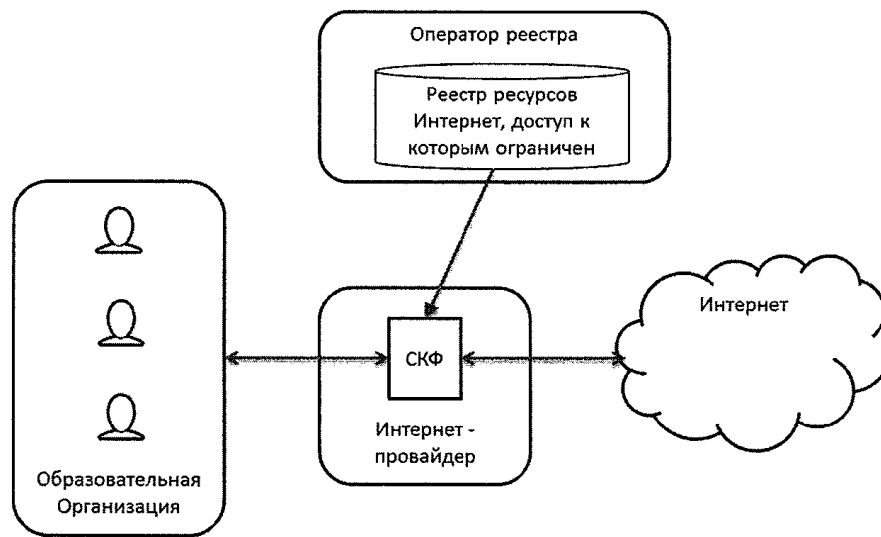 Оператор реестра
Реестр ресурсов
Интернет, доступ к
которым ограничен
Интернет
СКФ
Интернет -
провайдер
Образовательная
Организация